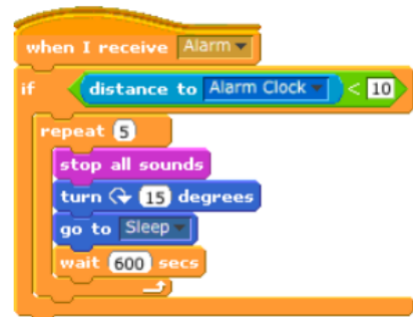 when I receive Alarm
if distance to Alarm Clock < 10
repeat 5
stop all sounds
turn 15 degrees
go to Sleep
wait 600 secs